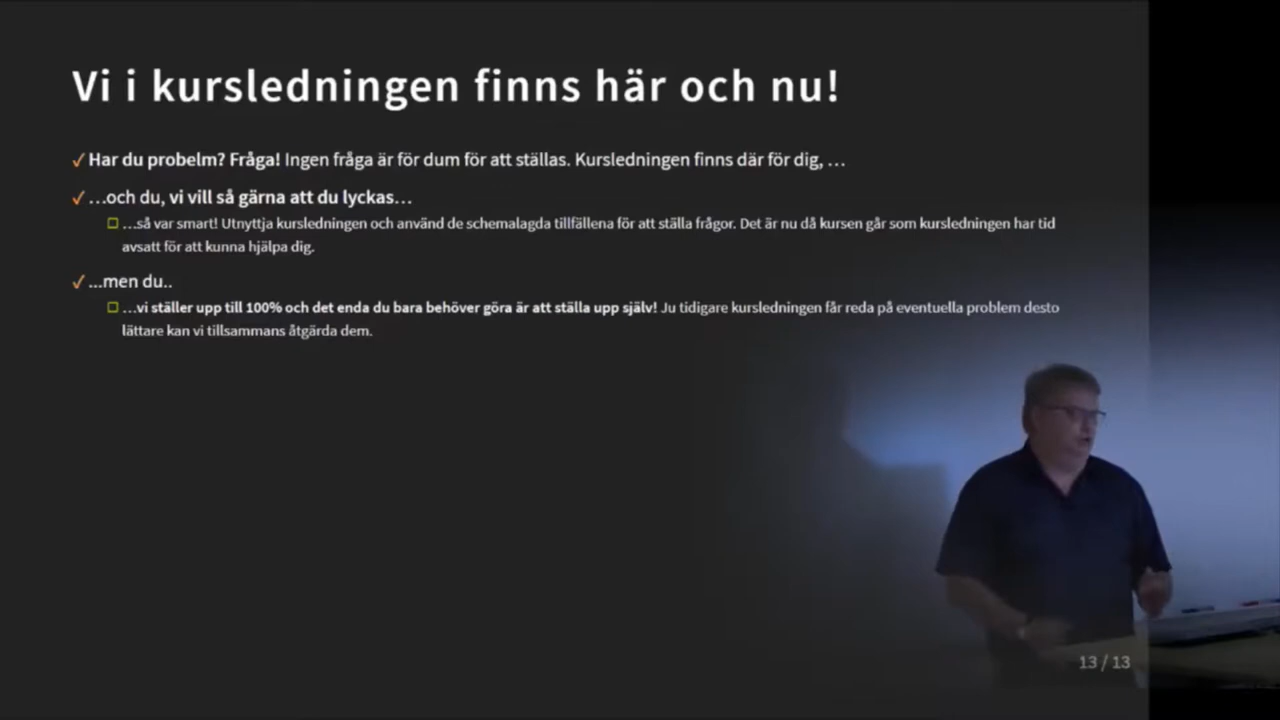 Vi i kursledningen finns här och nu!
✓ Har du probelm? Fråga! Ingen fråga är för dum för att ställas. Kursledningen finns där för dig, …
✓ …och du, vi vill så gärna att du lyckas…
□ …så var smart! Utnyttja kursledningen och använd de schemalagda tillfällena för att ställa frågor. Det är nu då kursen går som kursledningen har tid
avsatt för att kunna hjälpa dig.
✓ ...men du..
□ …vi ställer upp till 100% och det enda du bara behöver göra är att ställa upp själv! Ju tidigare kursledningen får reda på eventuella problem desto
lättare kan vi tillsammans åtgärda dem.
13 / 13